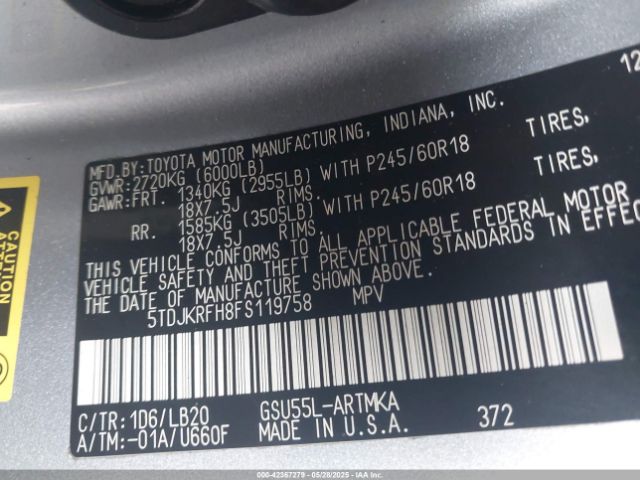 12
MFD.BY:TOYOTA MOTOR MANUFACTURING, INDIANA, INC.
GVWR:2720KG (6000LB)
GAWR:FRT. 1340KG (2955LB) WITH P245/60R18 TIRES,
18X7.5J RIMS.
RR. 1585KG (3505LB) WITH P245/60R18 TIRES,
18X7.5J RIMS.
THIS VEHICLE CONFORMS TO ALL APPLICABLE FEDERAL MOTOR
VEHICLE SAFETY AND THEFT PREVENTION STANDARDS IN EFFEC
THE DATE OF MANUFACTURE SHOWN ABOVE.
5TDJKRFH8FS119758 MPV
C/TR:1D6/LB20 GSU55L-ARTMKA
A/TM:-01A/U660F MADE IN U.S.A. 372
CAUTION
000-42367279 - 05/28/2025 - COPYRIGHT IAA